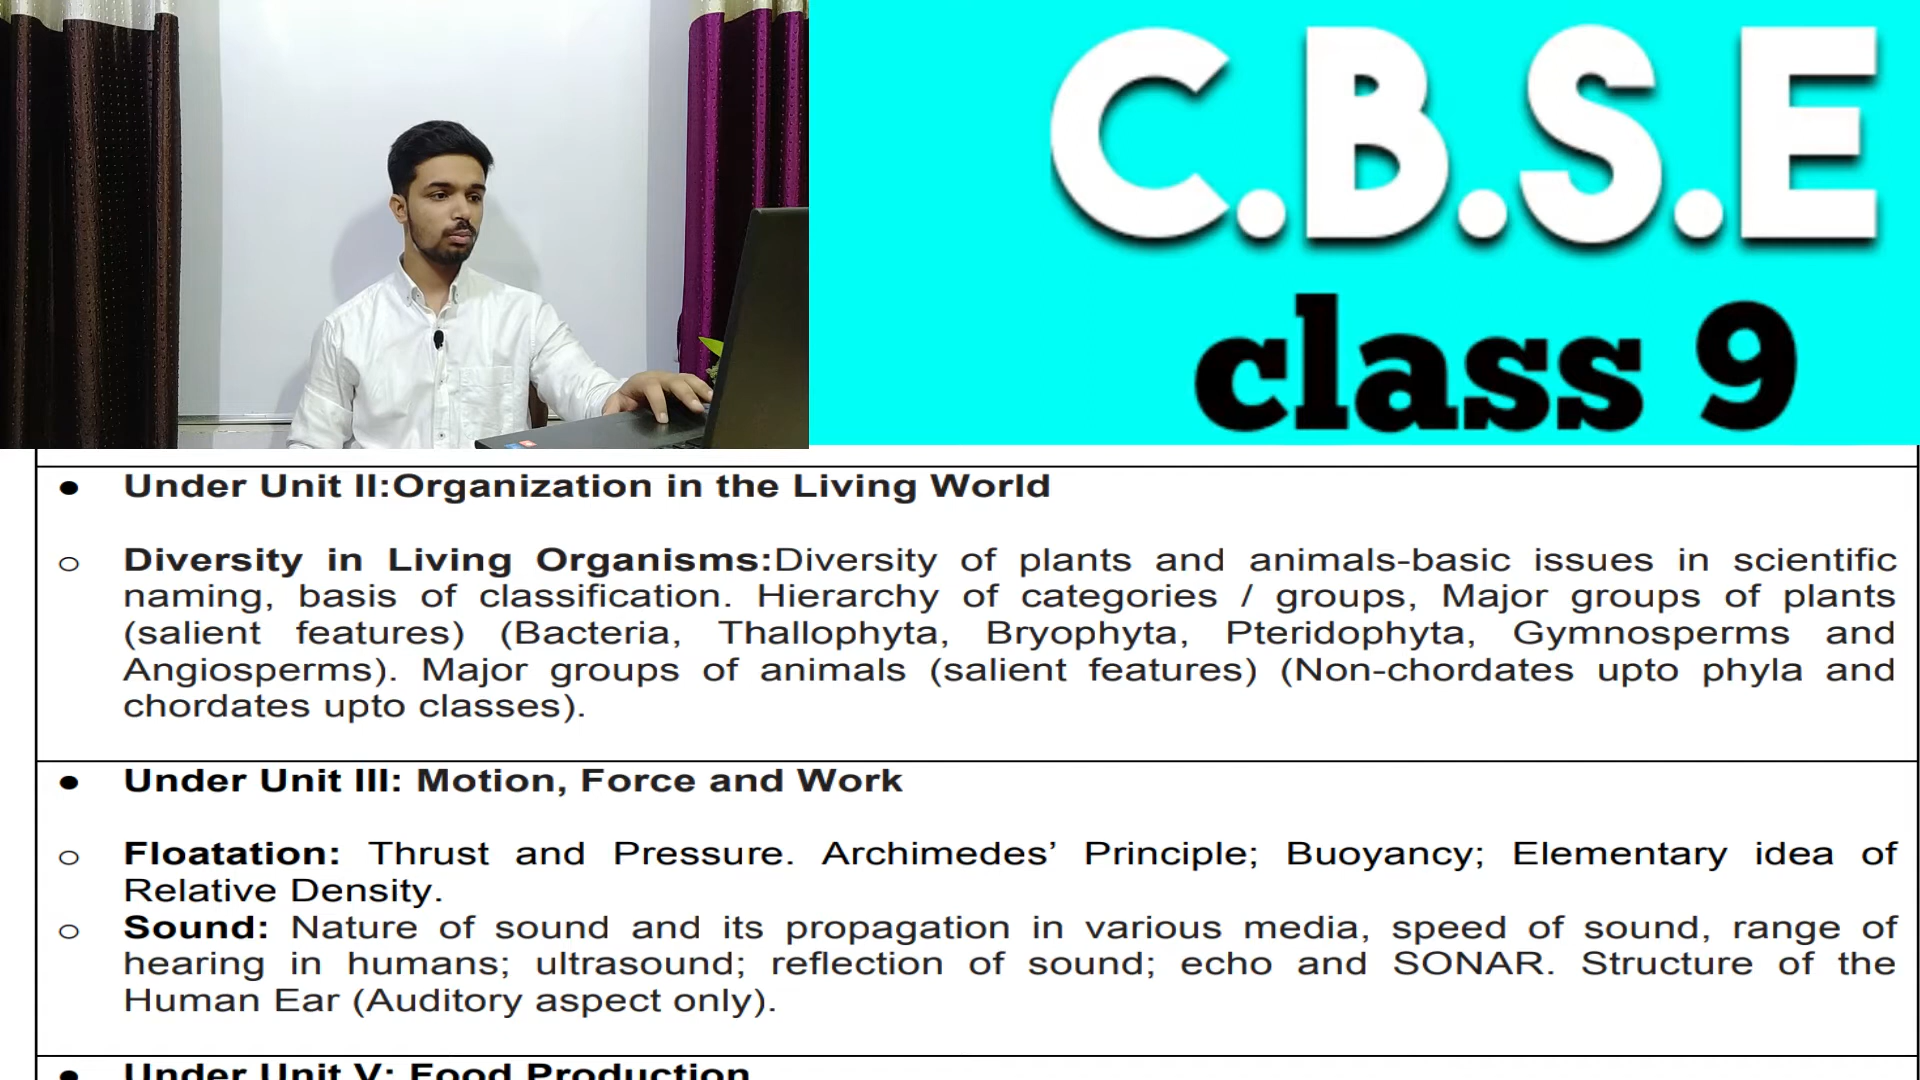 C.B.S.E
class 9
● Under Unit II:Organization in the Living World
○ Diversity in Living Organisms:Diversity of plants and animals-basic issues in scientific
naming, basis of classification. Hierarchy of categories / groups, Major groups of plants
(salient features) (Bacteria, Thallophyta, Bryophyta, Pteridophyta, Gymnosperms and
Angiosperms). Major groups of animals (salient features) (Non-chordates upto phyla and
chordates upto classes).
● Under Unit III: Motion, Force and Work
○ Floatation: Thrust and Pressure. Archimedes’ Principle; Buoyancy; Elementary idea of
Relative Density.
○ Sound: Nature of sound and its propagation in various media, speed of sound, range of
hearing in humans; ultrasound; reflection of sound; echo and SONAR. Structure of the
Human Ear (Auditory aspect only).
● Under Unit V: Food Production